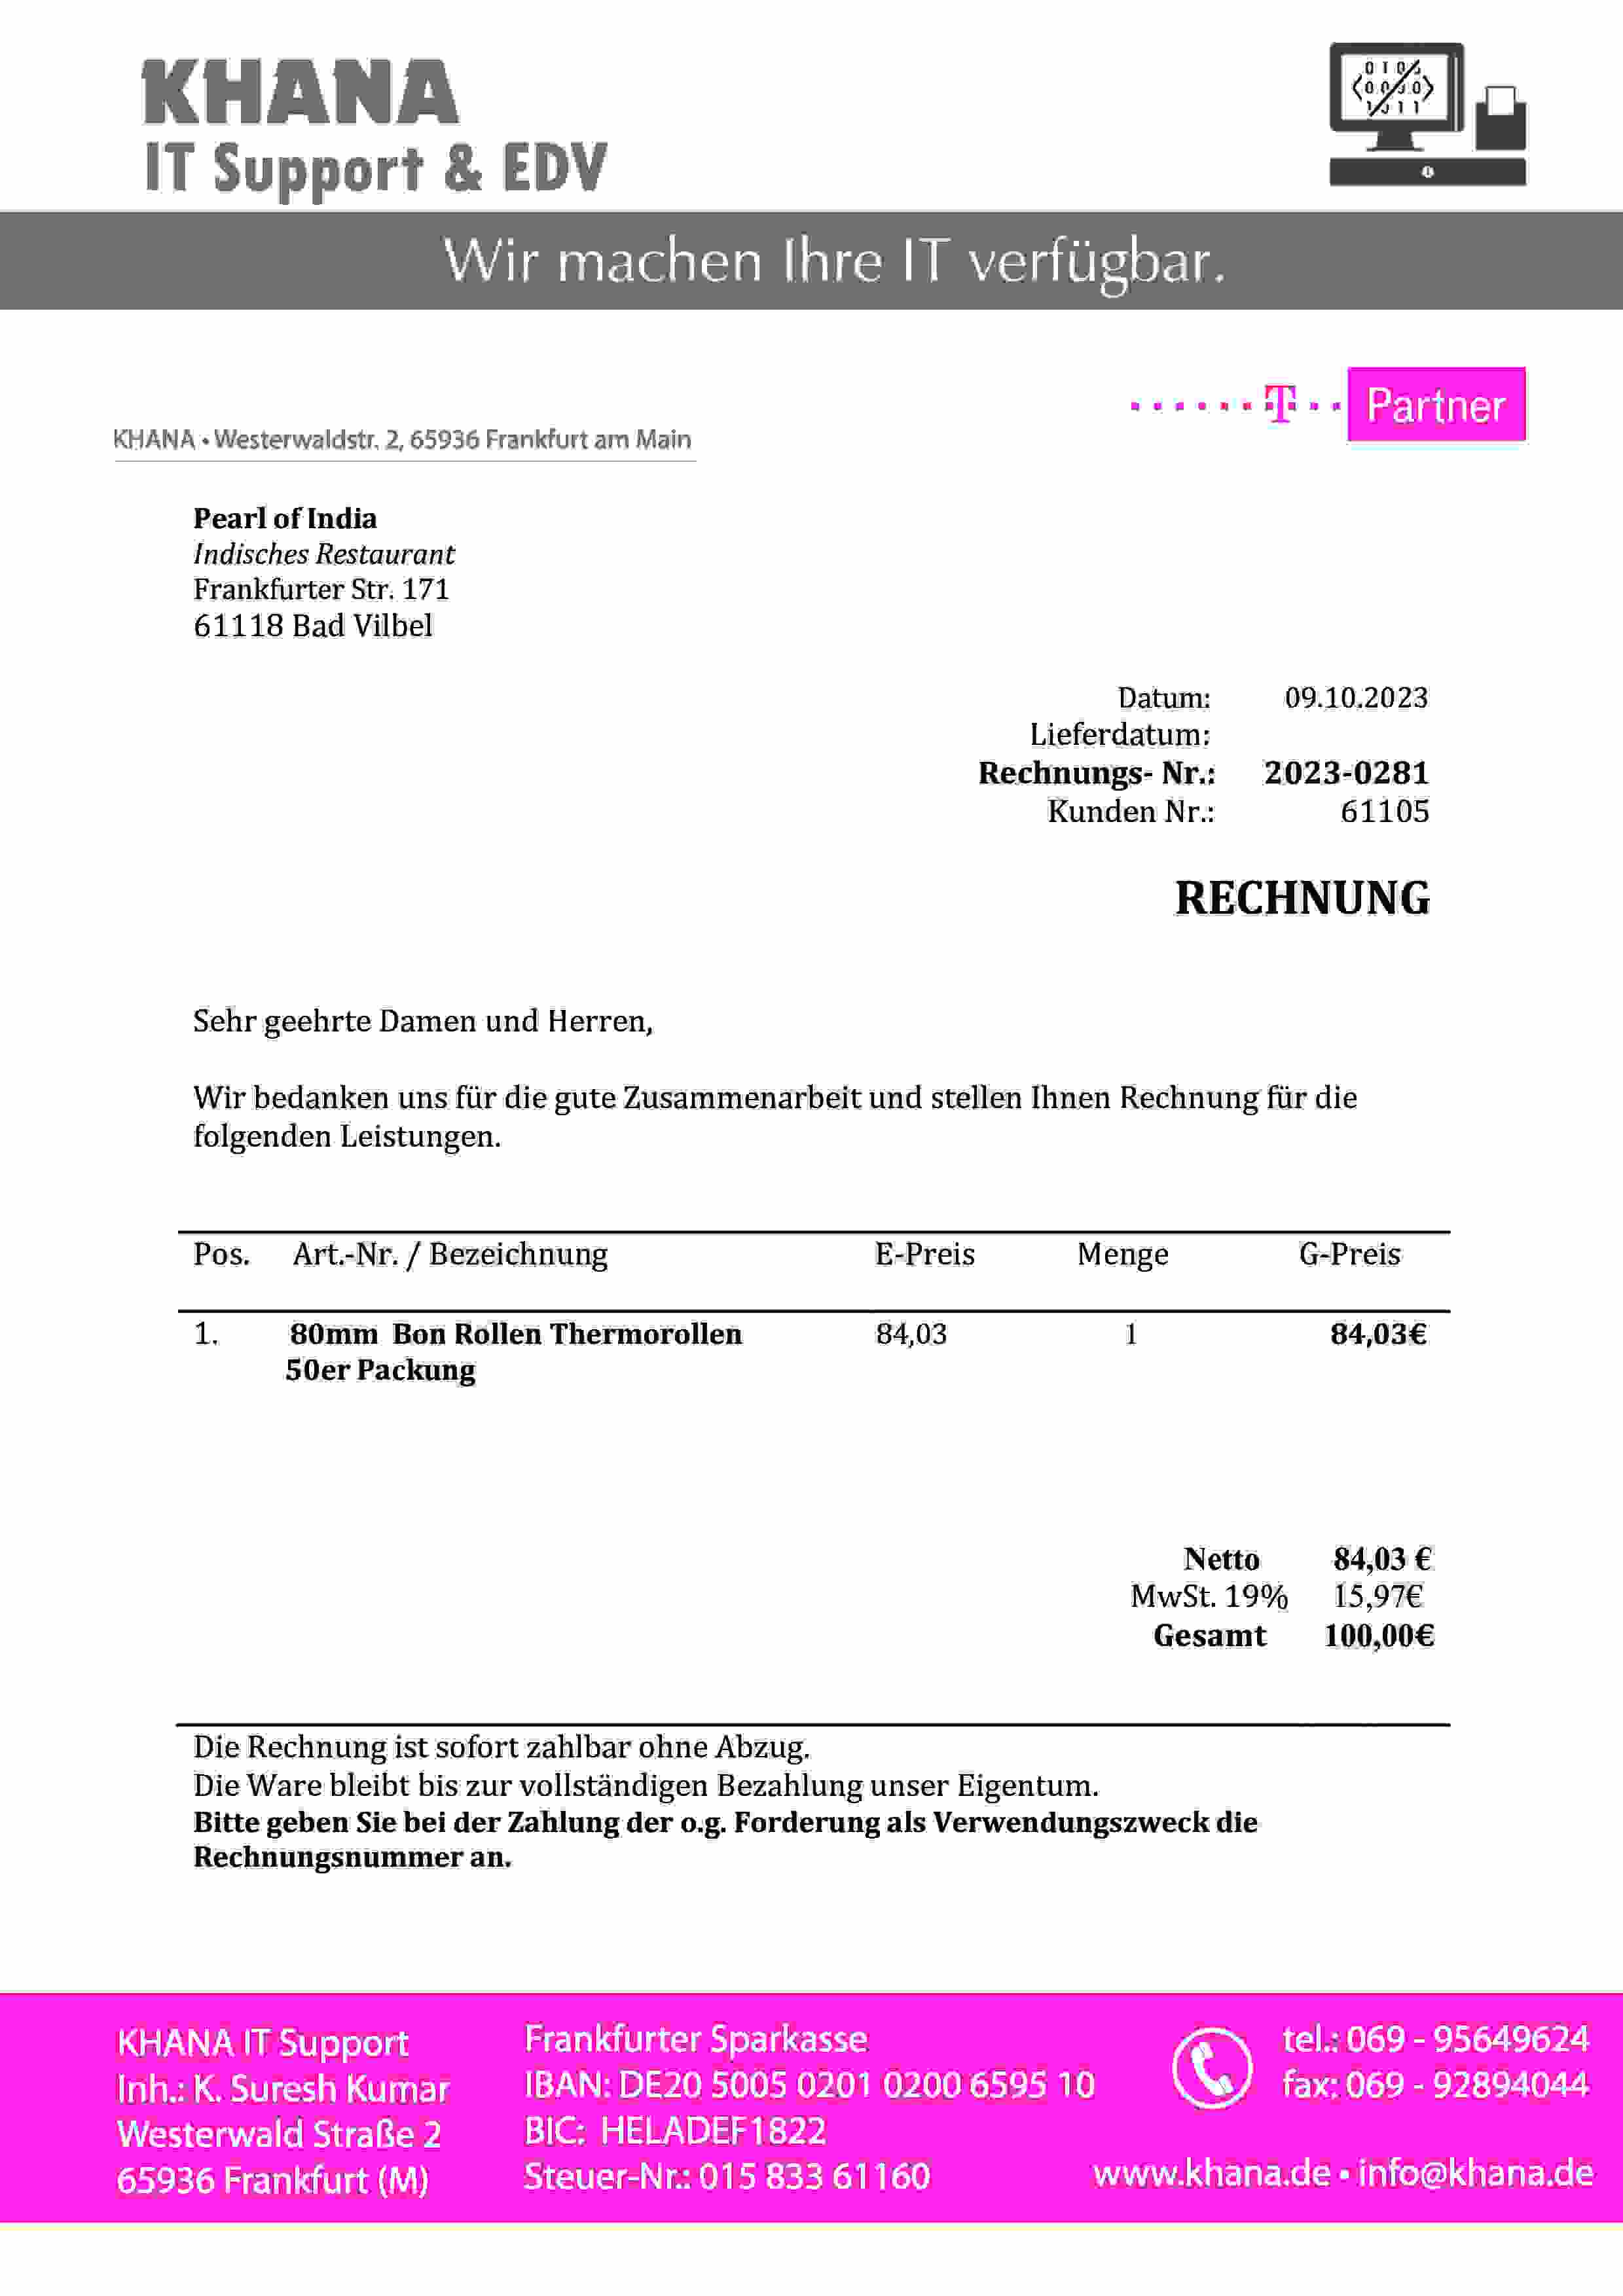 KHANA
IT Support & EDV
Wir machen Ihre IT verfügbar.
T Partner
KHANA • Westerwaldstr. 2, 65936 Frankfurt am Main
Pearl of India
Indisches Restaurant
Frankfurter Str. 171
61118 Bad Vilbel
Datum: 09.10.2023
Lieferdatum:
Rechnungs- Nr.: 2023-0281
Kunden Nr.: 61105
RECHNUNG
Sehr geehrte Damen und Herren,
Wir bedanken uns für die gute Zusammenarbeit und stellen Ihnen Rechnung für die
folgenden Leistungen.
Pos. Art.-Nr. / Bezeichnung E-Preis Menge G-Preis
1. 80mm Bon Rollen Thermorollen 84,03 1 84,03€
50er Packung
Netto 84,03 €
MwSt. 19% 15,97€
Gesamt 100,00€
Die Rechnung ist sofort zahlbar ohne Abzug.
Die Ware bleibt bis zur vollständigen Bezahlung unser Eigentum.
Bitte geben Sie bei der Zahlung der o.g. Forderung als Verwendungszweck die
Rechnungsnummer an.
KHANA IT Support
Inh.: K. Suresh Kumar
Westerwald Straße 2
65936 Frankfurt (M)
Frankfurter Sparkasse
IBAN: DE20 5005 0201 0200 6595 10
BIC: HELADEF1822
Steuer-Nr.: 015 833 61160
tel.: 069 - 95649624
fax: 069 - 92894044
www.khana.de • info@khana.de